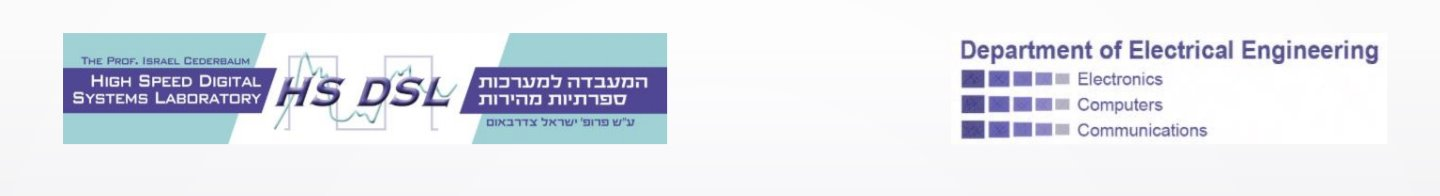 THE PROF. ISRAEL CEDERBAUM
HIGH SPEED DIGITAL
SYSTEMS LABORATORY
HS DSL
המעבדה למערכות
ספרתיות מהירות
ע"ש פרופ' ישראל צדרבאום
Department of Electrical Engineering
Electronics
Computers
Communications